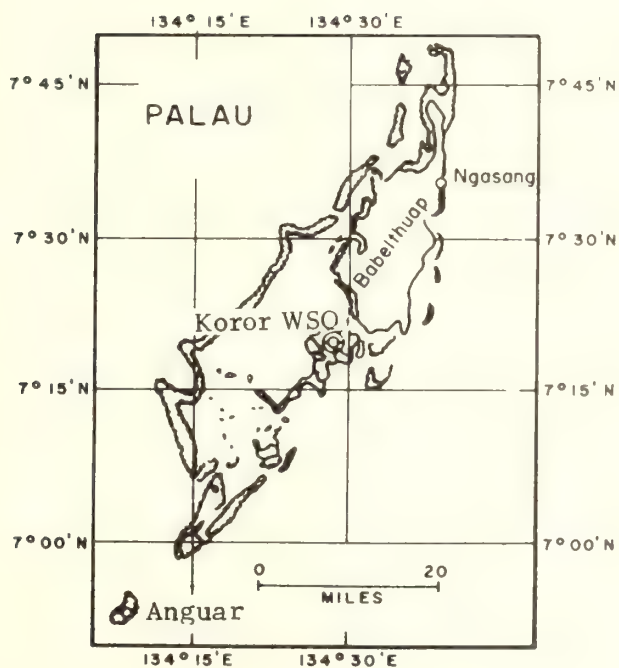 134° 15'E 134° 30'E
7° 45'N 7° 45'N
PALAU
Ngasang
Babelthuap
7° 30'N 7° 30'N
Koror WSO
7° 15'N 7° 15'N
7° 00'N 7° 00'N
0 20
MILES
Anguar
134° 15'E 134° 30'E